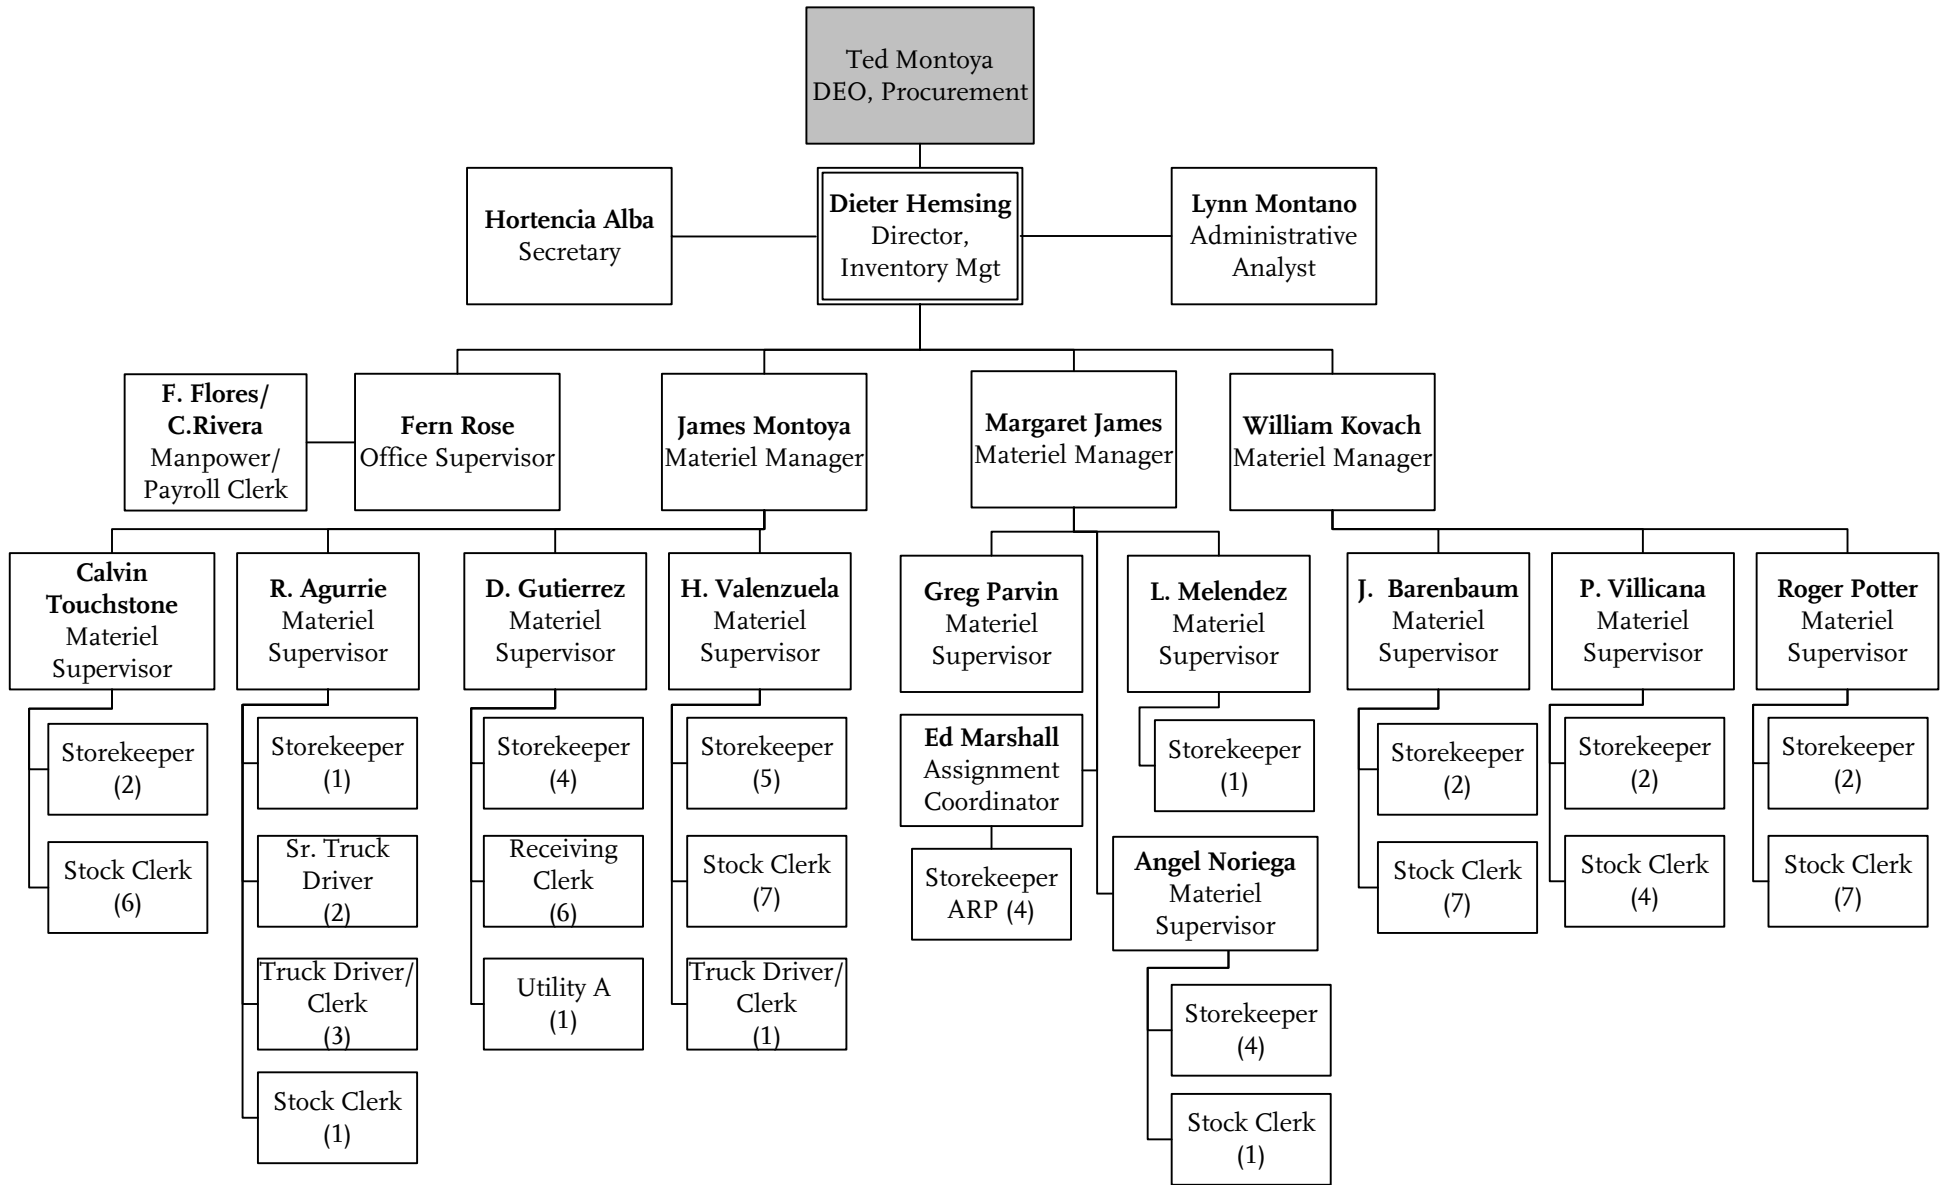 Ted Montoya
DEO, Procurement
Hortencia Alba
Secretary
Dieter Hemsing
Director,
Inventory Mgt
Lynn Montano
Administrative
Analyst
F. Flores/
C.Rivera
Manpower/
Payroll Clerk
Fern Rose
Office Supervisor
James Montoya
Materiel Manager
Margaret James
Materiel Manager
William Kovach
Materiel Manager
Calvin
Touchstone
Materiel
Supervisor
R. Agurrie
Materiel
Supervisor
D. Gutierrez
Materiel
Supervisor
H. Valenzuela
Materiel
Supervisor
Greg Parvin
Materiel
Supervisor
L. Melendez
Materiel
Supervisor
J. Barenbaum
Materiel
Supervisor
P. Villicana
Materiel
Supervisor
Roger Potter
Materiel
Supervisor
Storekeeper
(2)
Stock Clerk
(6)
Storekeeper
(1)
Sr. Truck
Driver
(2)
Truck Driver/
Clerk
(3)
Stock Clerk
(1)
Storekeeper
(4)
Receiving
Clerk
(6)
Utility A
(1)
Storekeeper
(5)
Stock Clerk
(7)
Truck Driver/
Clerk
(1)
Ed Marshall
Assignment
Coordinator
Storekeeper
ARP (4)
Storekeeper
(1)
Angel Noriega
Materiel
Supervisor
Storekeeper
(4)
Stock Clerk
(1)
Storekeeper
(2)
Stock Clerk
(7)
Storekeeper
(2)
Stock Clerk
(4)
Storekeeper
(2)
Stock Clerk
(7)